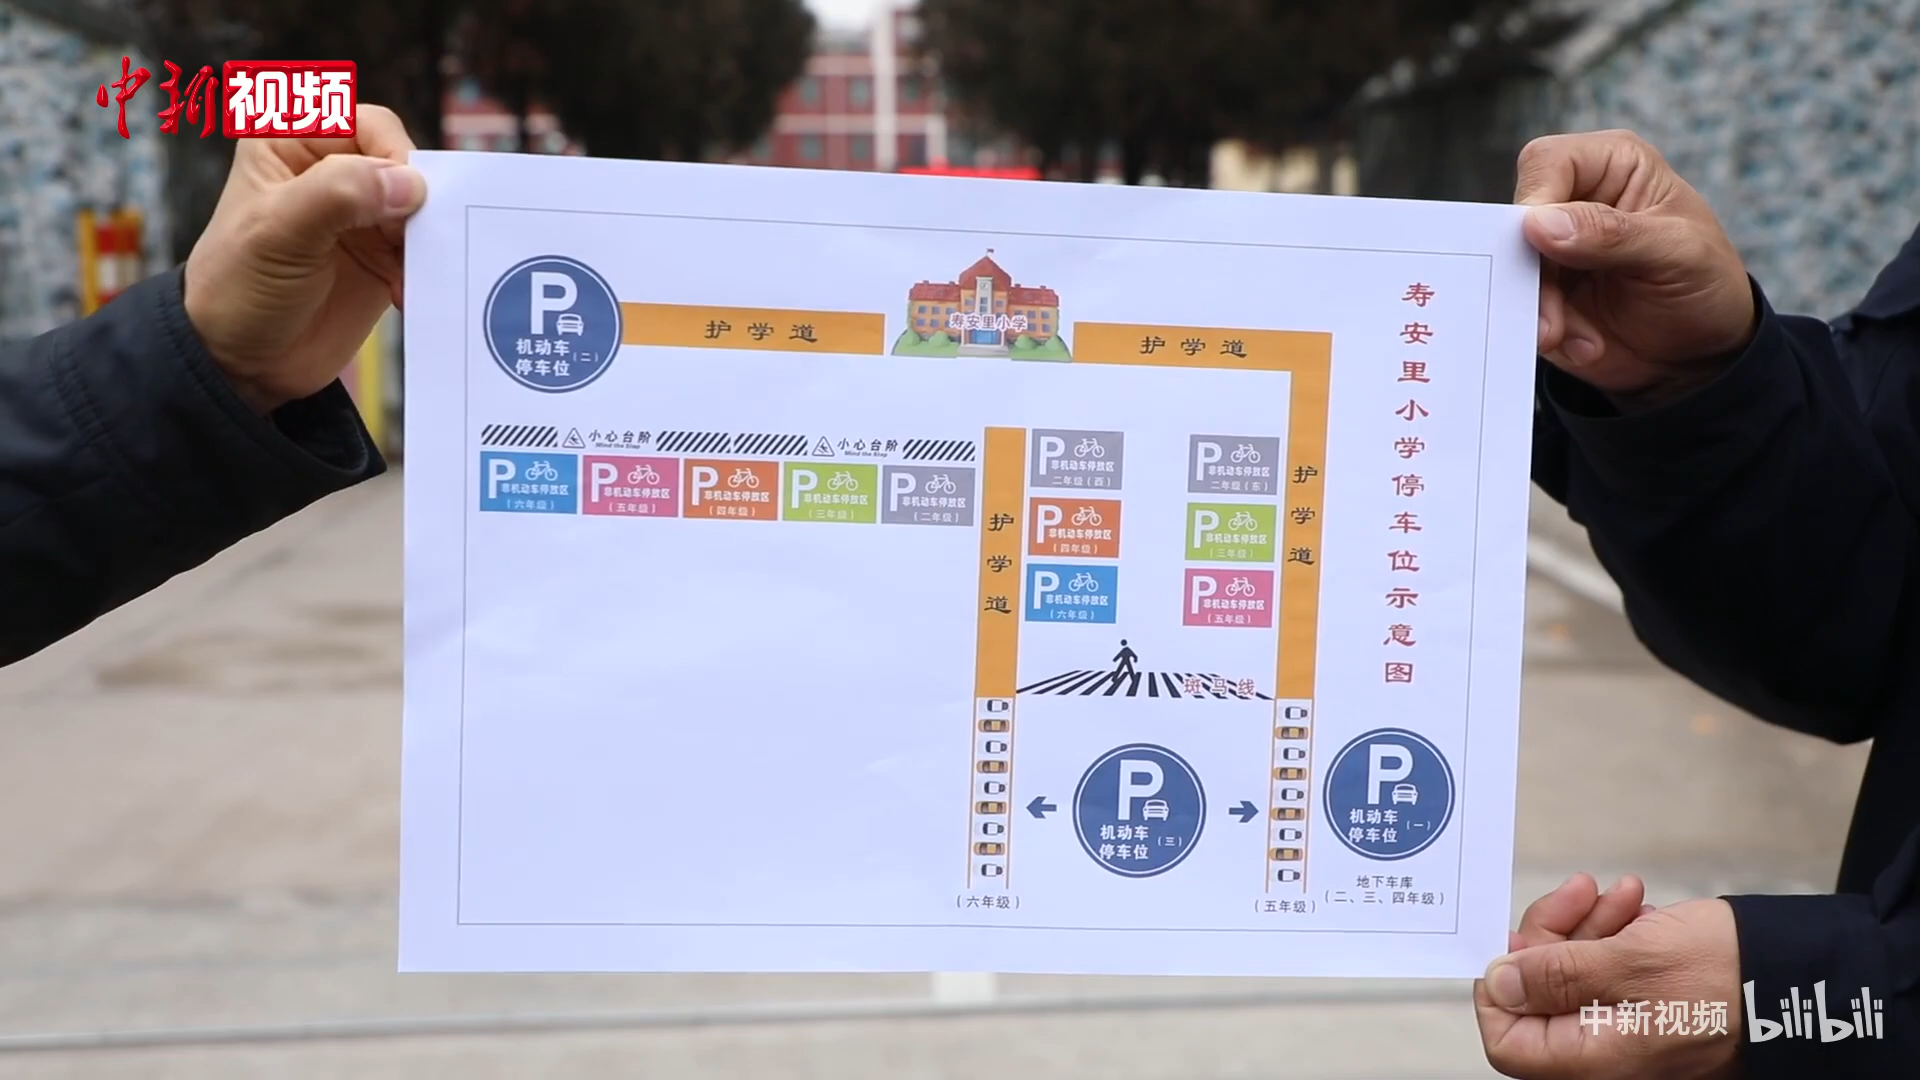 中新视频
寿安里小学停车位示意图
寿安里小学
护学道
护学道
P
机动车
停车位
(二)
小心台阶
Mind the Step
小心台阶
Mind the Step
P
非机动车停放区
(六年级)
P
非机动车停放区
(五年级)
P
非机动车停放区
(四年级)
P
非机动车停放区
(三年级)
P
非机动车停放区
(二年级)
护学道
P
非机动车停放区
二年级(西)
P
非机动车停放区
二年级(东)
护学道
P
非机动车停放区
(四年级)
P
非机动车停放区
(三年级)
P
非机动车停放区
(六年级)
P
非机动车停放区
(五年级)
斑马线
P
机动车
停车位
(三)
P
机动车
停车位
(一)
地下车库
(二、三、四年级)
(六年级)
(五年级)
中新视频 bilibili